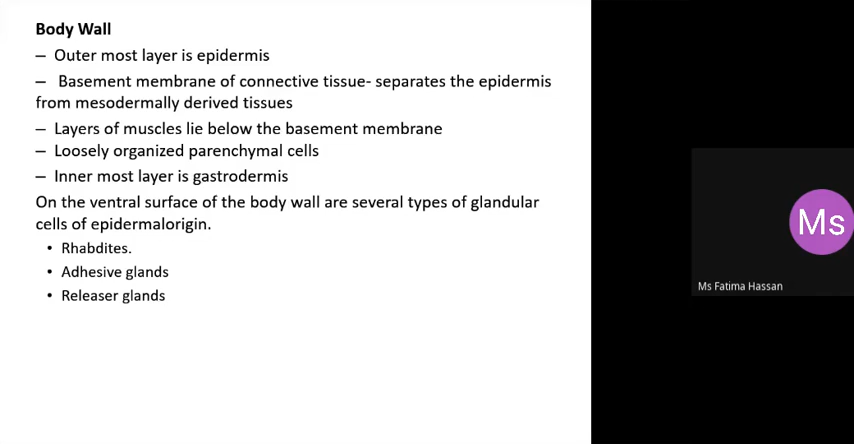 Body Wall
– Outer most layer is epidermis
– Basement membrane of connective tissue- separates the epidermis
from mesodermally derived tissues
– Layers of muscles lie below the basement membrane
– Loosely organized parenchymal cells
– Inner most layer is gastrodermis
On the ventral surface of the body wall are several types of glandular
cells of epidermalorigin.
• Rhabdites.
• Adhesive glands
• Releaser glands
Ms
Ms Fatima Hassan